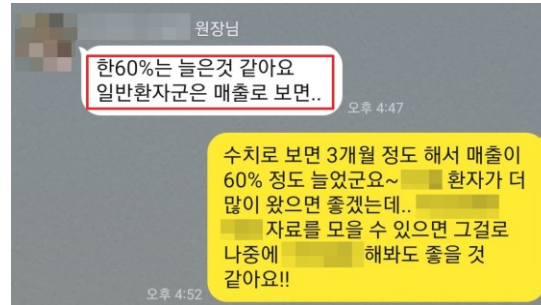 원장님
한60%는 늘은것 같아요
일반환자군은 매출로 보면..
오후 4:47
수치로 보면 3개월 정도 해서 매출이
60% 정도 늘었군요~ 환자가 더
많이 왔으면 좋겠는데..
자료를 모을 수 있으면 그걸로
나중에 해봐도 좋을 것
같아요!!
오후 4:52